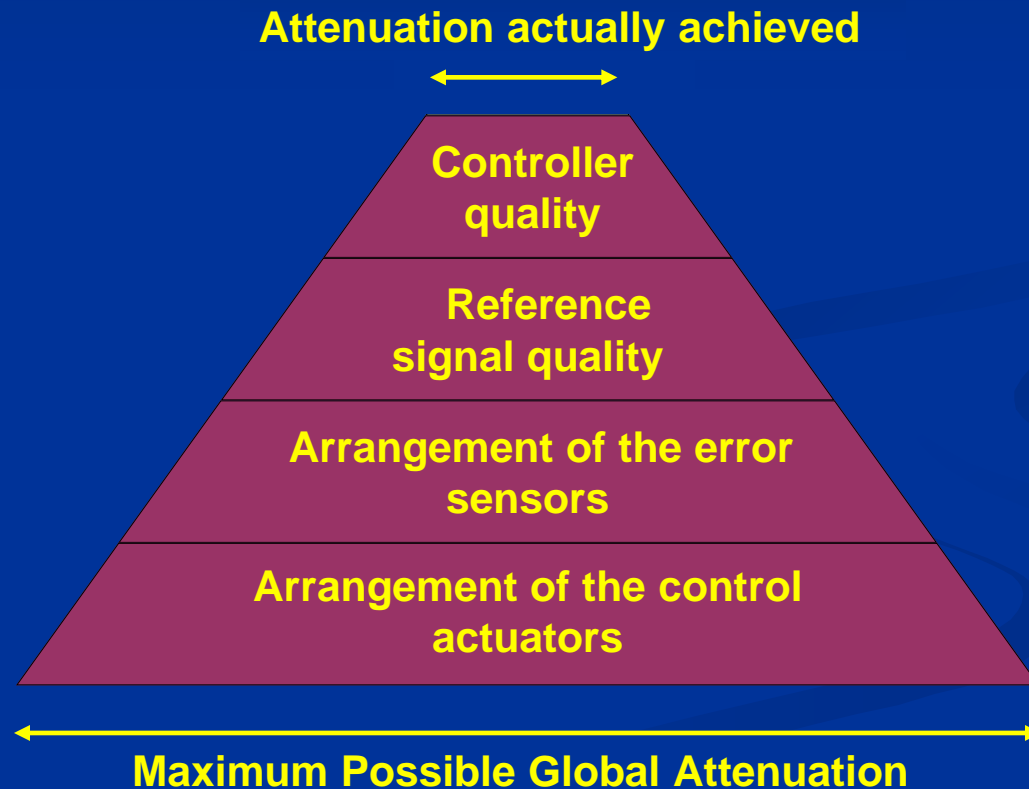 Attenuation actually achieved
Controller
quality
Reference
signal quality
Arrangement of the error
sensors
Arrangement of the control
actuators
Maximum Possible Global Attenuation